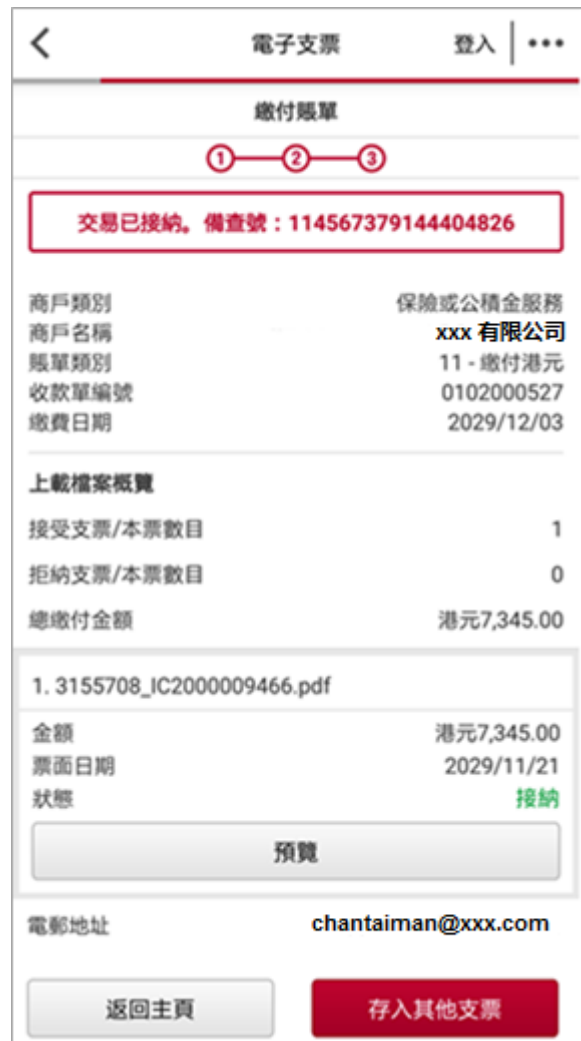 電子支票 登入
繳付賬單
1 2 3
交易已接納。備查號：114567379144404826
商戶類別 保險或公積金服務
商戶名稱 xxx 有限公司
賬單類別 11 - 繳付港元
收款單編號 0102000527
繳費日期 2029/12/03
上載檔案概覽
接受支票/本票數目 1
拒納支票/本票數目 0
總繳付金額 港元7,345.00
1. 3155708_IC2000009466.pdf
金額 港元7,345.00
票面日期 2029/11/21
狀態 接納
預覽
電郵地址 chantaiman@xxx.com
返回主頁 存入其他支票